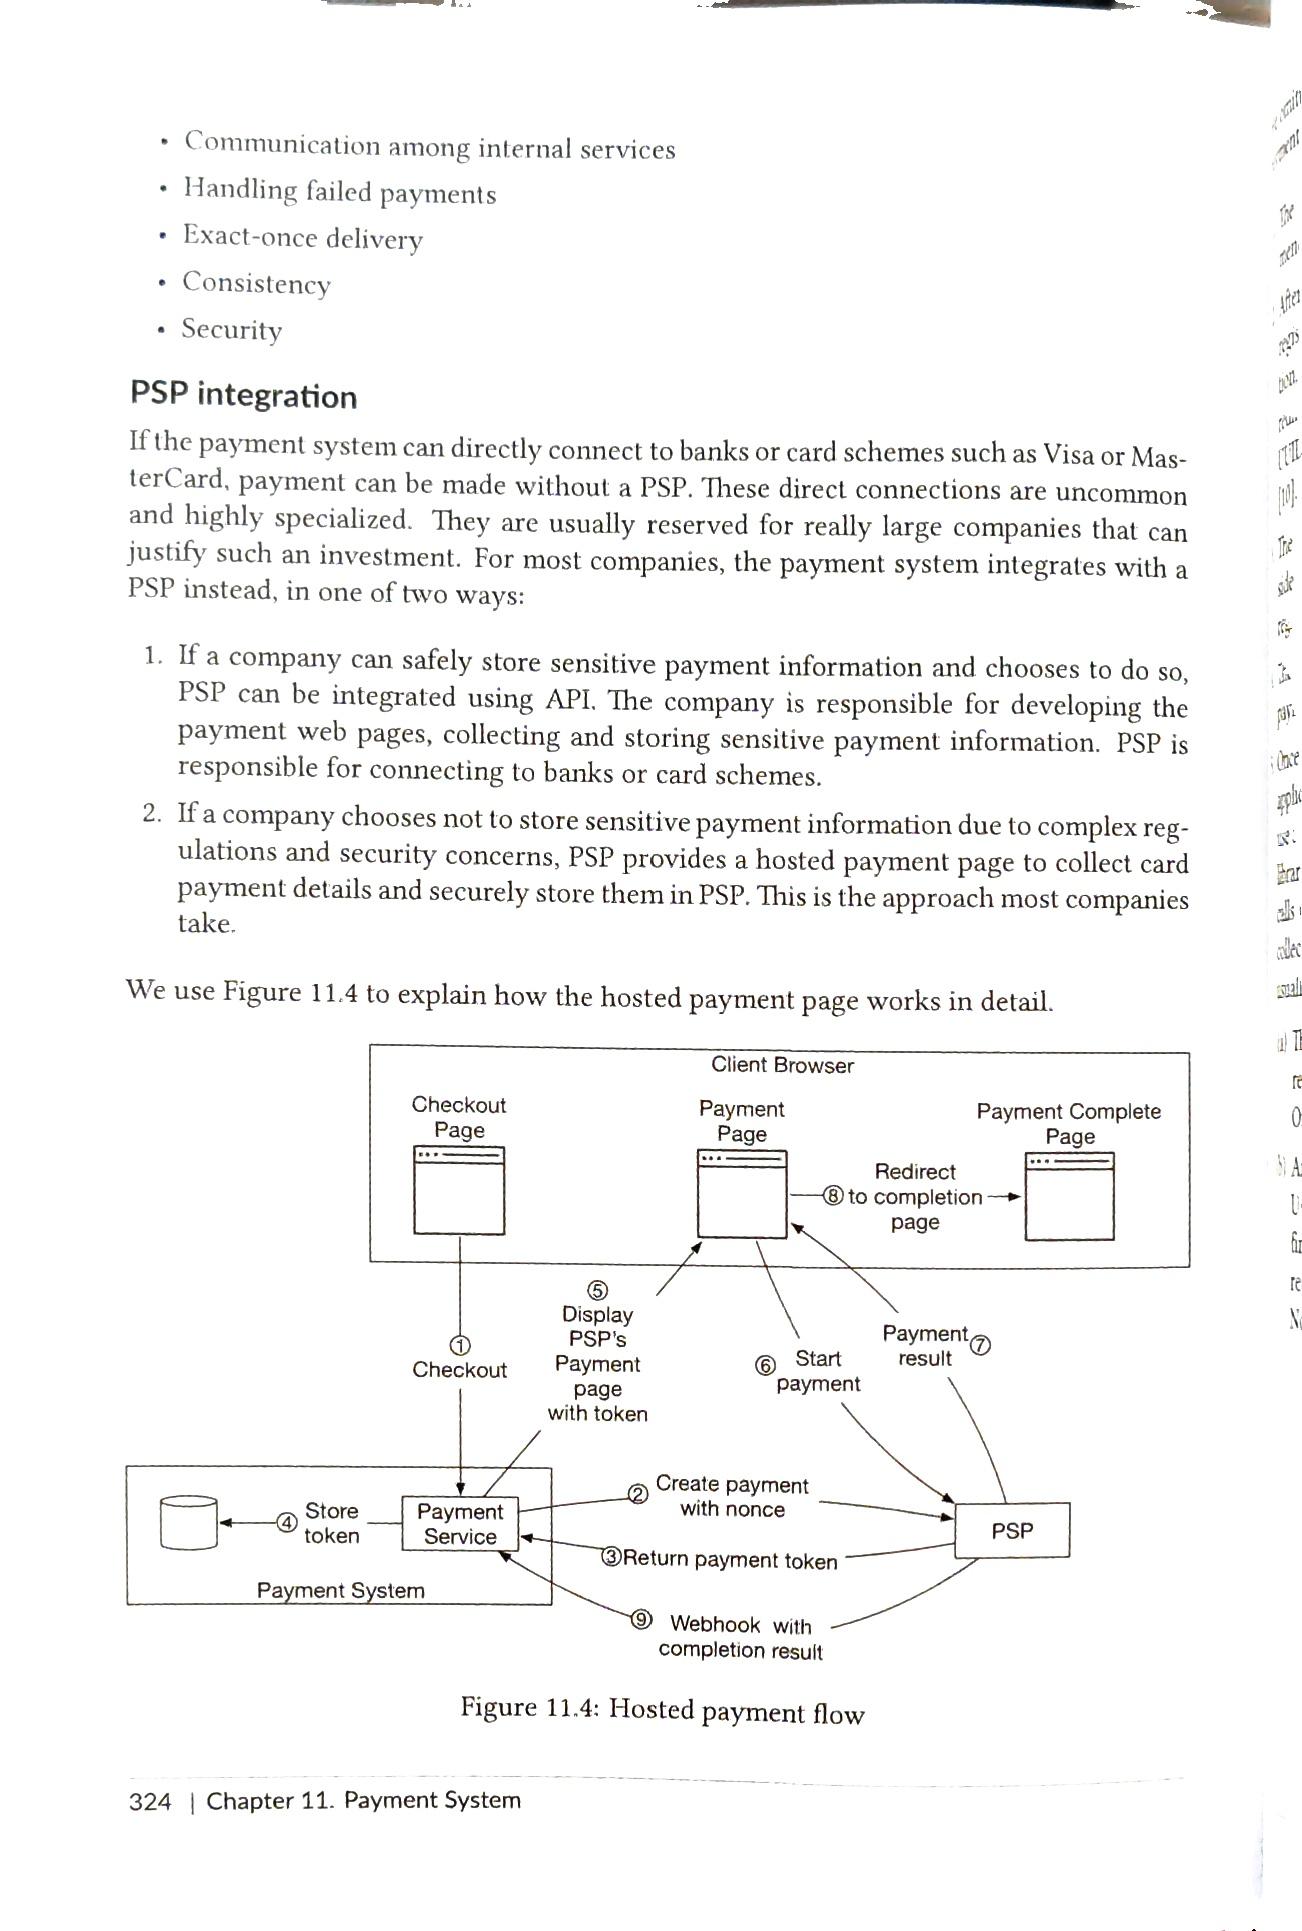 • Communication among internal services
• Handling failed payments
• Exact-once delivery
• Consistency
• Security
PSP integration
If the payment system can directly connect to banks or card schemes such as Visa or Mas-
terCard, payment can be made without a PSP. These direct connections are uncommon
and highly specialized. They are usually reserved for really large companies that can
justify such an investment. For most companies, the payment system integrates with a
PSP instead, in one of two ways:
1. If a company can safely store sensitive payment information and chooses to do so,
PSP can be integrated using API. The company is responsible for developing the
payment web pages, collecting and storing sensitive payment information. PSP is
responsible for connecting to banks or card schemes.
2. If a company chooses not to store sensitive payment information due to complex reg-
ulations and security concerns, PSP provides a hosted payment page to collect card
payment details and securely store them in PSP. This is the approach most companies
take.
We use Figure 11.4 to explain how the hosted payment page works in detail.
Client Browser
Checkout
Page
Payment
Page
Payment Complete
Page
Redirect
⑧ to completion
page
⑤
Display
PSP's
Payment
page
with token
①
Checkout
⑥ Start
payment
Payment ⑦
result
② Create payment
with nonce
④ Store
token
Payment
Service
PSP
③ Return payment token
Payment System
⑨ Webhook with
completion result
Figure 11.4: Hosted payment flow
324 | Chapter 11. Payment System
The
After
[10].
The
side
Once